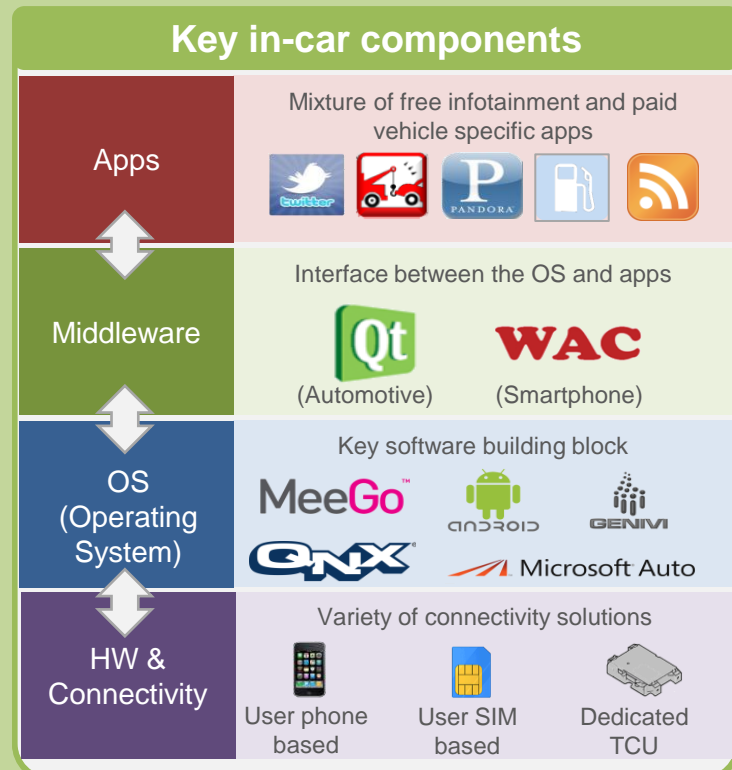 Key in-car components
Apps
Mixture of free infotainment and paid
vehicle specific apps
twitter
P
PANDORA
Middleware
Interface between the OS and apps
Qt
WAC
(Automotive)
(Smartphone)
OS
(Operating
System)
Key software building block
MeeGo™
ANDROID
GENIVI
QNX
Microsoft Auto
HW &
Connectivity
Variety of connectivity solutions
User phone
based
User SIM
based
Dedicated
TCU